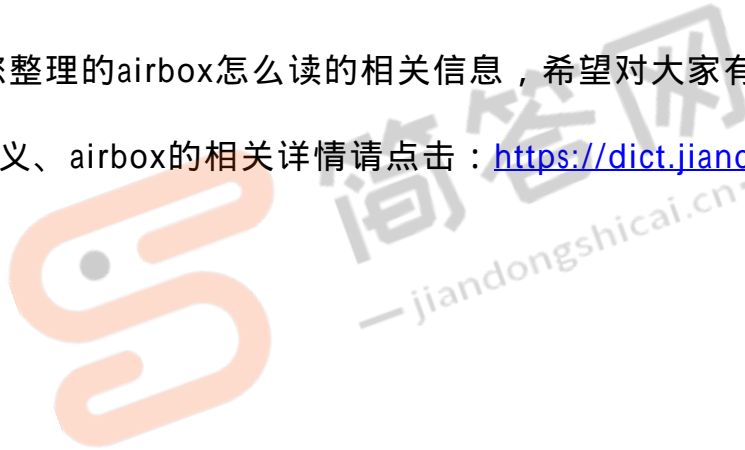 整理的airbox怎么读的相关信息，希望对大家有
义、airbox的相关详情请点击：https://dict.jiand
简答网
jiandongshicai.cn